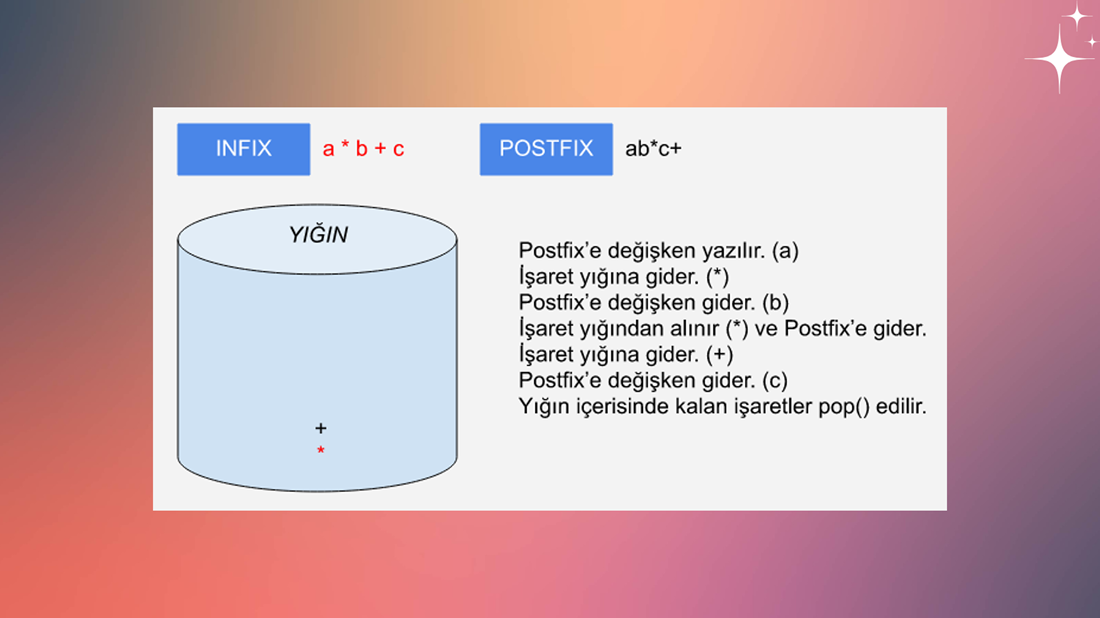 INFIX a * b + c POSTFIX ab*c+
YIĞIN
Postfix’e değişken yazılır. (a)
İşaret yığına gider. (*)
Postfix’e değişken gider. (b)
İşaret yığından alınır (*) ve Postfix’e gider.
İşaret yığına gider. (+)
Postfix’e değişken gider. (c)
Yığın içerisinde kalan işaretler pop() edilir.
+
*